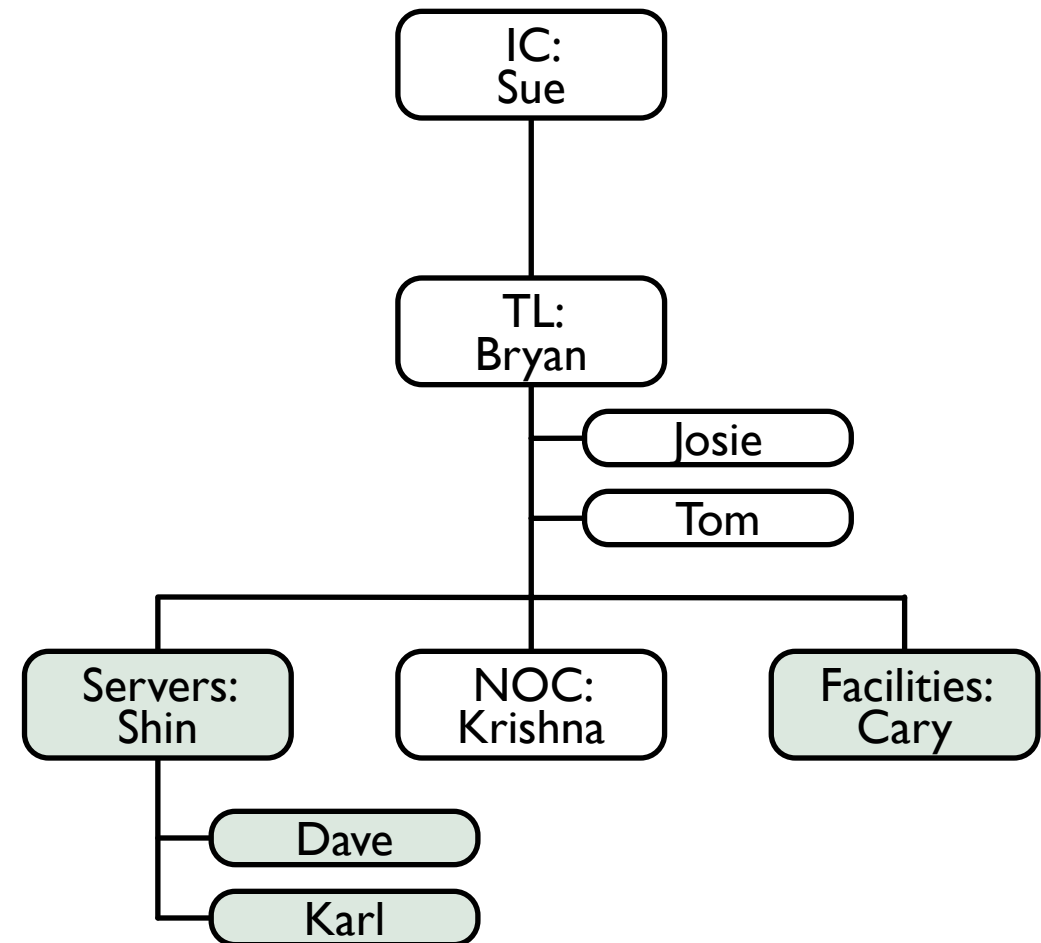 IC:
Sue
TL:
Bryan
Josie
Tom
Servers:
Shin
NOC:
Krishna
Facilities:
Cary
Dave
Karl